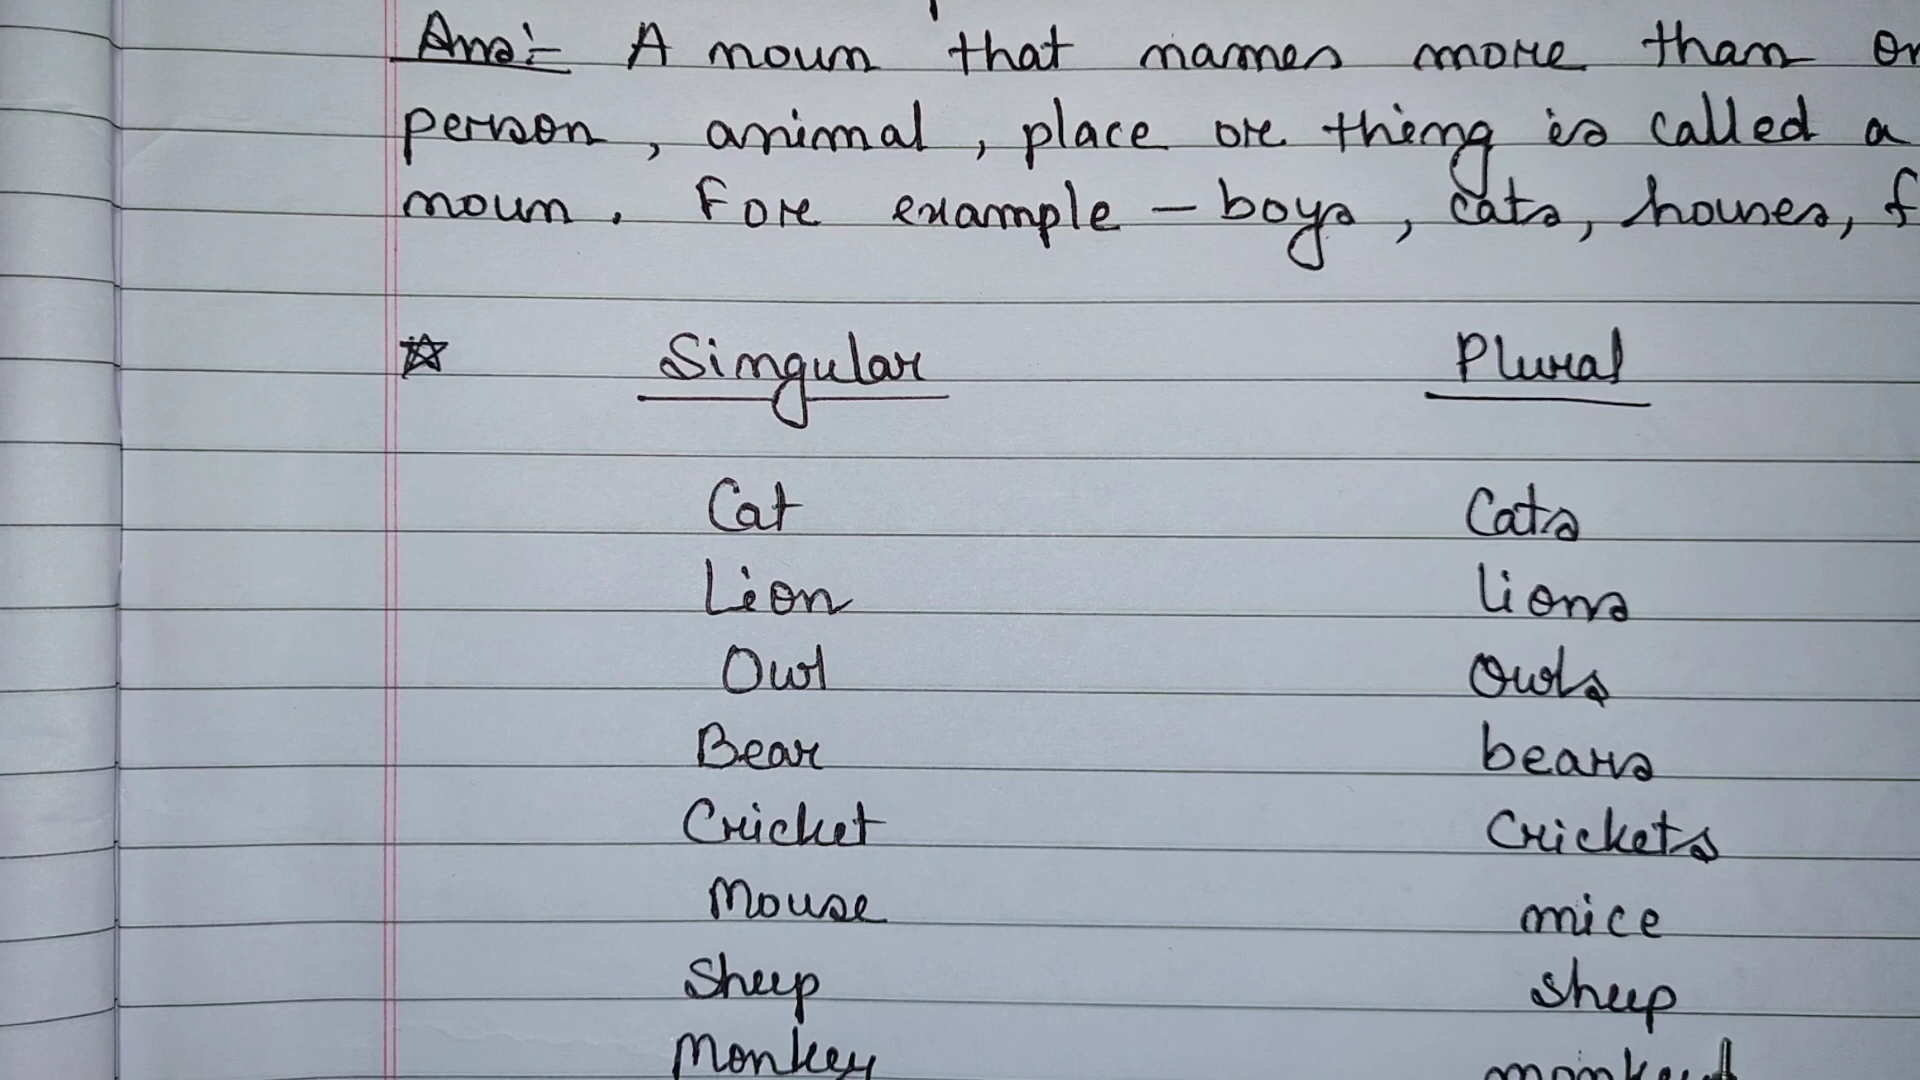 Ans:- A noun that names more than
person, animal, place or thing is called a
noun. For example - boys, cats, houses,
Singular Plural
Cat Cats
Lion lions
Owl Owls
Bear bears
Cricket Crickets
Mouse mice
Sheep sheep
Monkey